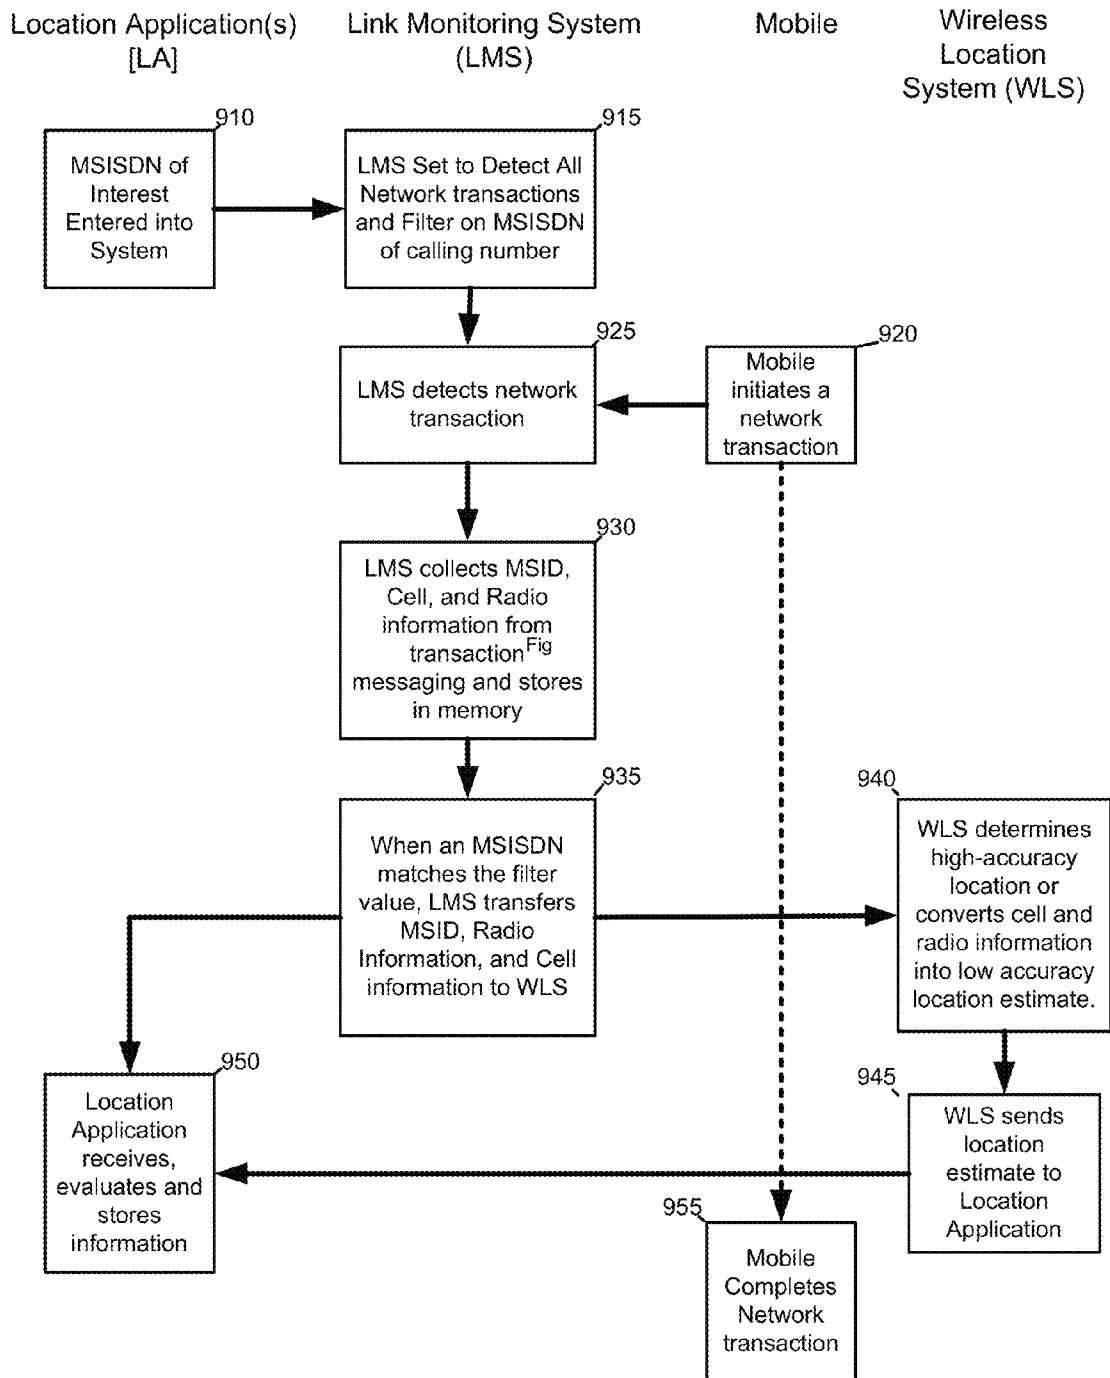 Location Application(s)
[LA]
Link Monitoring System
(LMS)
Mobile
Wireless
Location
System (WLS)
910
MSISDN of
Interest
Entered into
System
915
LMS Set to Detect All
Network transactions
and Filter on MSISDN
of calling number
925
LMS detects network
transaction
920
Mobile
initiates a
network
transaction
930
LMS collects MSID,
Cell, and Radio
information from
transaction Fig
messaging and stores
in memory
935
When an MSISDN
matches the filter
value, LMS transfers
MSID, Radio
Information, and Cell
information to WLS
940
WLS determines
high-accuracy
location or
converts cell and
radio information
into low accuracy
location estimate.
950
Location
Application
receives,
evaluates and
stores
information
945
WLS sends
location
estimate to
Location
Application
955
Mobile
Completes
Network
transaction